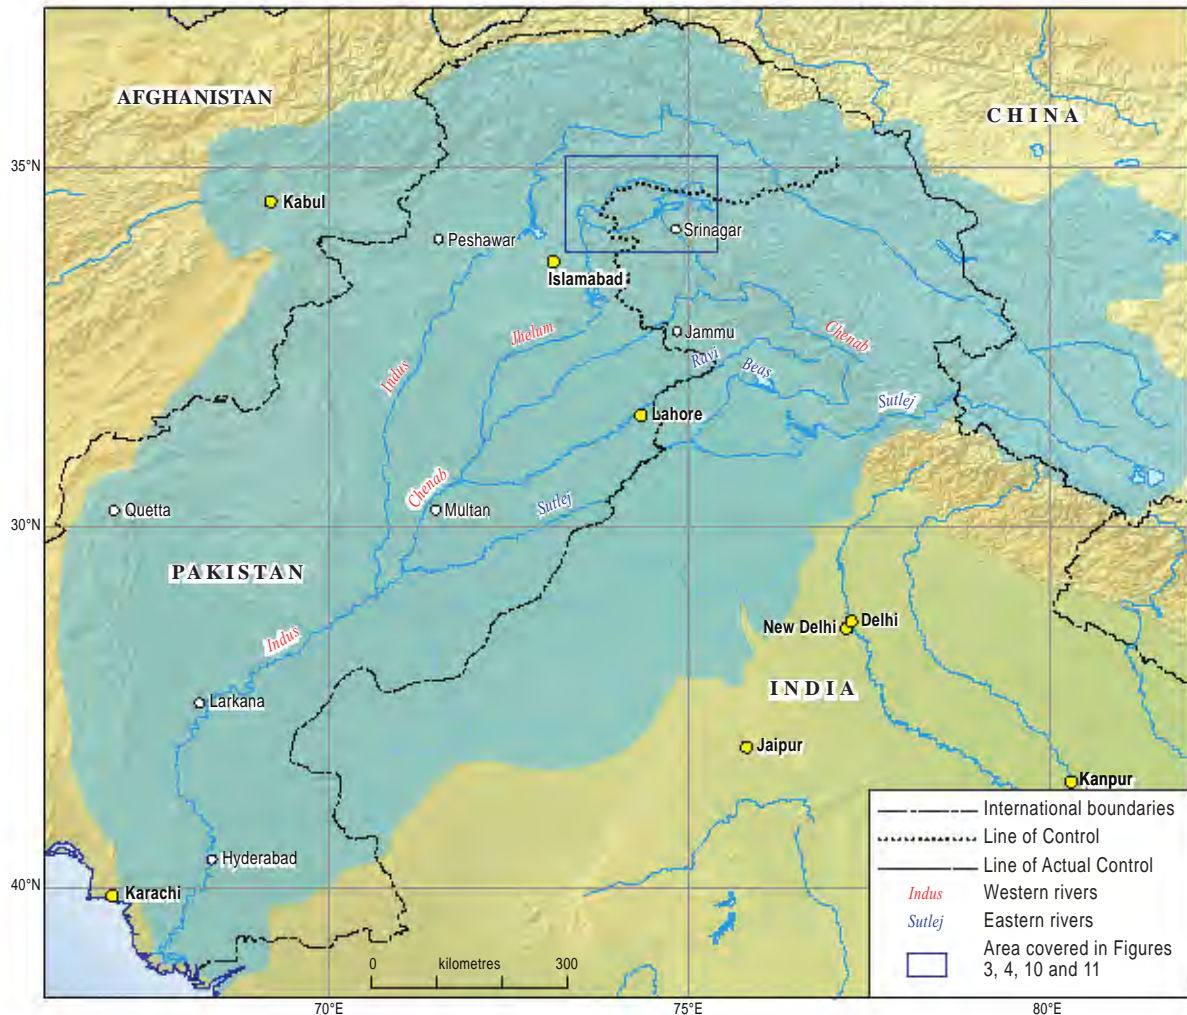 AFGHANISTAN
CHINA
35°N
Kabul
Peshawar
Srinagar
Islamabad
Jhelum
Jammu
Chenab
Ravi
Beas
Indus
Sutlej
Lahore
Chenab
Quetta
Multan
Sutlej
30°N
PAKISTAN
New Delhi
Delhi
Indus
INDIA
Larkana
Jaipur
Kanpur
International boundaries
Line of Control
Hyderabad
Line of Actual Control
40°N
Karachi
Indus Western rivers
Sutlej Eastern rivers
Area covered in Figures
3, 4, 10 and 11
0 kilometres 300
70°E 75°E 80°E